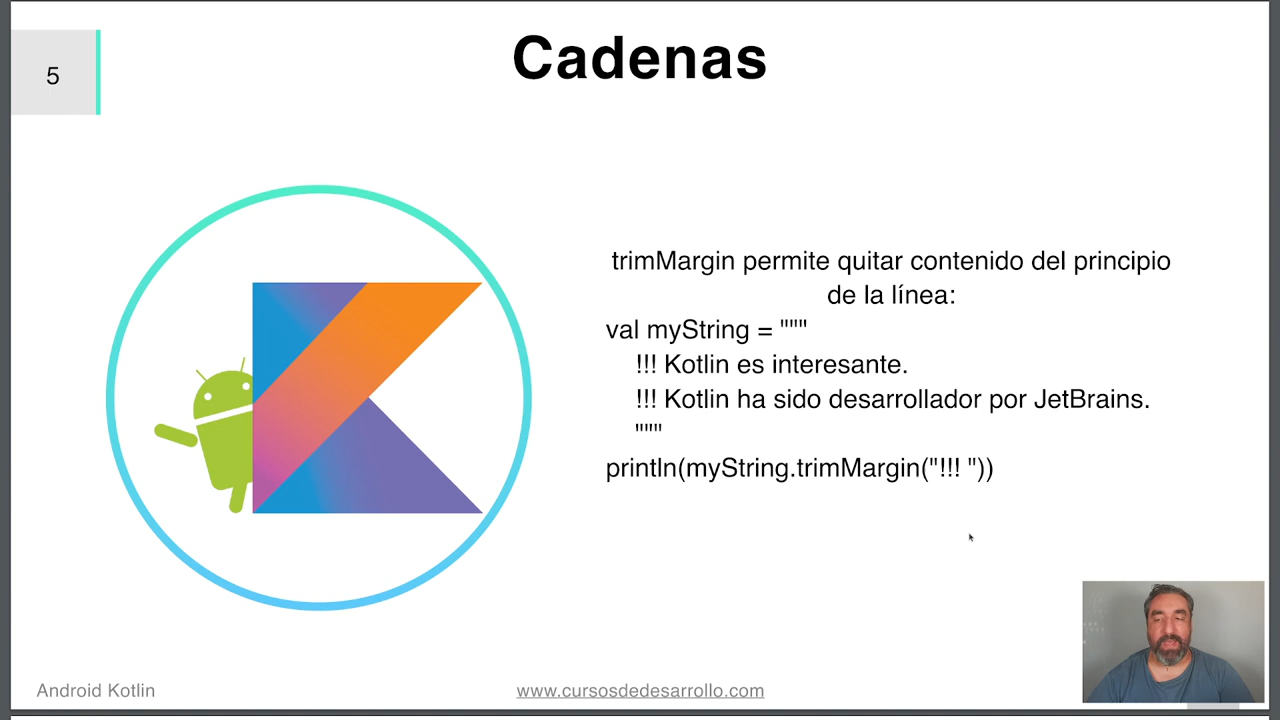 5
Cadenas
trimMargin permite quitar contenido del principio
de la línea:
val myString = """
!!! Kotlin es interesante.
!!! Kotlin ha sido desarrollador por JetBrains.
"""
println(myString.trimMargin("!!! "))
Android Kotlin
www.cursosdedesarrollo.com